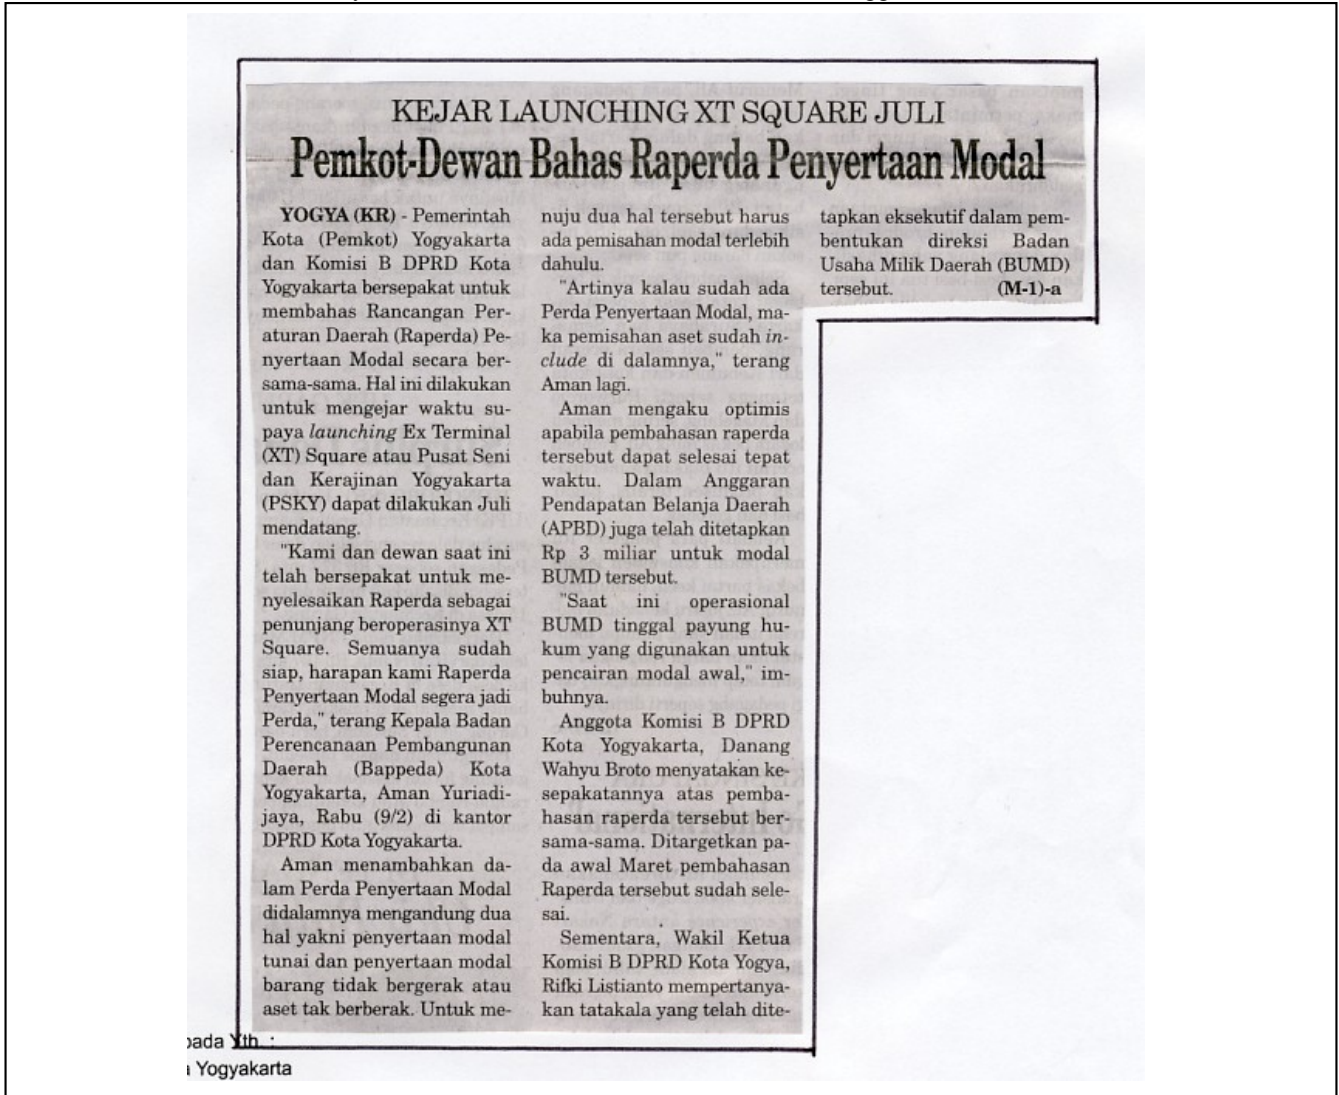 KEJAR LAUNCHING XT SQUARE JULI
Pemkot-Dewan Bahas Raperda Penyertaan Modal
YOGYA (KR) - Pemerintah
Kota (Pemkot) Yogyakarta
dan Komisi B DPRD Kota
Yogyakarta bersepakat untuk
membahas Rancangan Per-
aturan Daerah (Raperda) Pe-
nyertaan Modal secara ber-
sama-sama. Hal ini dilakukan
untuk mengejar waktu su-
paya launching Ex Terminal
(XT) Square atau Pusat Seni
dan Kerajinan Yogyakarta
(PSKY) dapat dilakukan Juli
mendatang.
"Kami dan dewan saat ini
telah bersepakat untuk me-
nyelesaikan Raperda sebagai
penunjang beroperasinya XT
Square. Semuanya sudah
siap, harapan kami Raperda
Penyertaan Modal segera jadi
Perda," terang Kepala Badan
Perencanaan Pembangunan
Daerah (Bappeda) Kota
Yogyakarta, Aman Yuriadi-
jaya, Rabu (9/2) di kantor
DPRD Kota Yogyakarta.
Aman menambahkan da-
lam Perda Penyertaan Modal
didalamnya mengandung dua
hal yakni penyertaan modal
tunai dan penyertaan modal
barang tidak bergerak atau
aset tak berberak. Untuk me-
nuju dua hal tersebut harus
ada pemisahan modal terlebih
dahulu.
"Artinya kalau sudah ada
Perda Penyertaan Modal, ma-
ka pemisahan aset sudah in-
clude di dalamnya," terang
Aman lagi.
Aman mengaku optimis
apabila pembahasan raperda
tersebut dapat selesai tepat
waktu. Dalam Anggaran
Pendapatan Belanja Daerah
(APBD) juga telah ditetapkan
Rp 3 miliar untuk modal
BUMD tersebut.
"Saat ini operasional
BUMD tinggal payung hu-
kum yang digunakan untuk
pencairan modal awal," im-
buhnya.
Anggota Komisi B DPRD
Kota Yogyakarta, Danang
Wahyu Broto menyatakan ke-
sepakatannya atas pemba-
hasan raperda tersebut ber-
sama-sama. Ditargetkan pa-
da awal Maret pembahasan
Raperda tersebut sudah sele-
sai.
Sementara, Wakil Ketua
Komisi B DPRD Kota Yogya,
Rifki Listianto mempertanya-
kan tatakala yang telah dite-
tapkan eksekutif dalam pem-
bentukan direksi Badan
Usaha Milik Daerah (BUMD)
tersebut. (M-1)-a
Yth. :
Yogyakarta